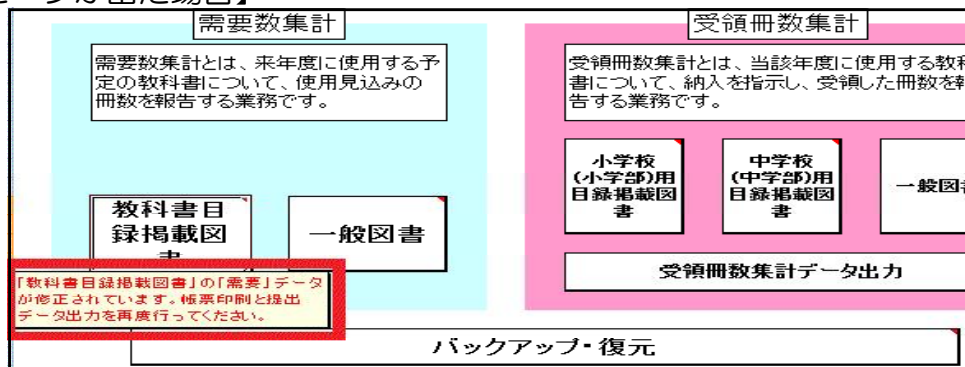 需要数集計
需要数集計とは、来年度に使用する予
定の教科書について、使用見込みの
冊数を報告する業務です。
教科書目
録掲載図
一般図書
「教科書目録掲載図書」の「需要」データ
が修正されています。帳票印刷と提出
データ出力を再度行ってください。
受領冊数集計
受領冊数集計とは、当該年度に使用する教科
書について、納入を指示し、受領した冊数を報
告する業務です。
小学校
(小学部)用
目録掲載図
書
中学校
(中学部)用
目録掲載図
書
一般図書
受領冊数集計データ出力
バックアップ・復元